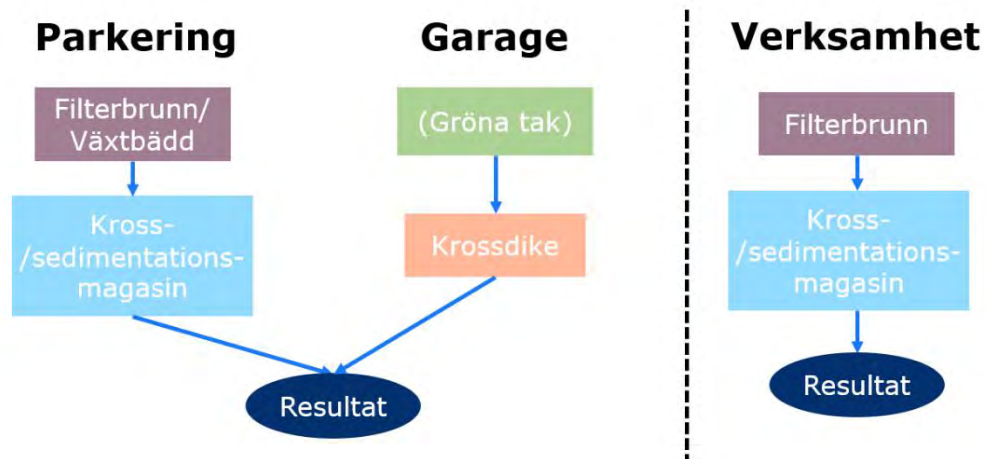 Parkering
Garage
Verksamhet
Filterbrunn/
Växtbädd
(Gröna tak)
Filterbrunn
Kross-
/sedimentations-
magasin
Krossdike
Kross-
/sedimentations-
magasin
Resultat
Resultat